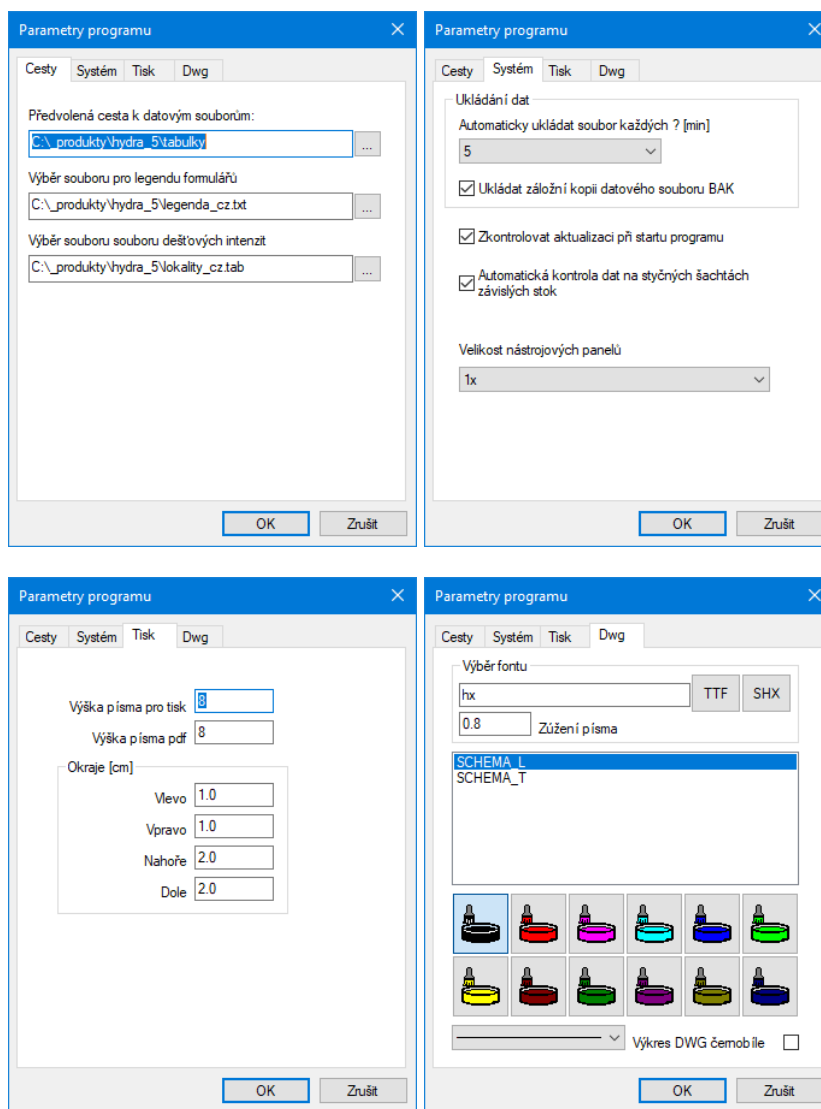 Parametry programu
Cesty Systém Tisk Dwg
Předvolená cesta k datovým souborům:
C:\_produkty\hydra_5\tabulky
...
Výběr souboru pro legendu formulářů
C:\_produkty\hydra_5\legenda_cz.txt
...
Výběr souboru souboru dešťových intenzit
C:\_produkty\hydra_5\lokality_cz.tab
...
OK Zrušit
Parametry programu
Cesty Systém Tisk Dwg
Ukládání dat
Automaticky ukládat soubor každých ? [min]
5
Ukládat záložní kopii datového souboru BAK
Zkontrolovat aktualizaci při startu programu
Automatická kontrola dat na styčných šachtách
závislých stok
Velikost nástrojových panelů
1x
OK Zrušit
Parametry programu
Cesty Systém Tisk Dwg
Výška písma pro tisk 8
Výška písma pdf 8
Okraje [cm]
Vlevo 1.0
Vpravo 1.0
Nahoře 2.0
Dole 2.0
OK Zrušit
Parametry programu
Cesty Systém Tisk Dwg
Výběr fontu
hx TTF SHX
0.8 Zúžení písma
SCHEMA_L
SCHEMA_T
Výkres DWG černobíle
OK Zrušit